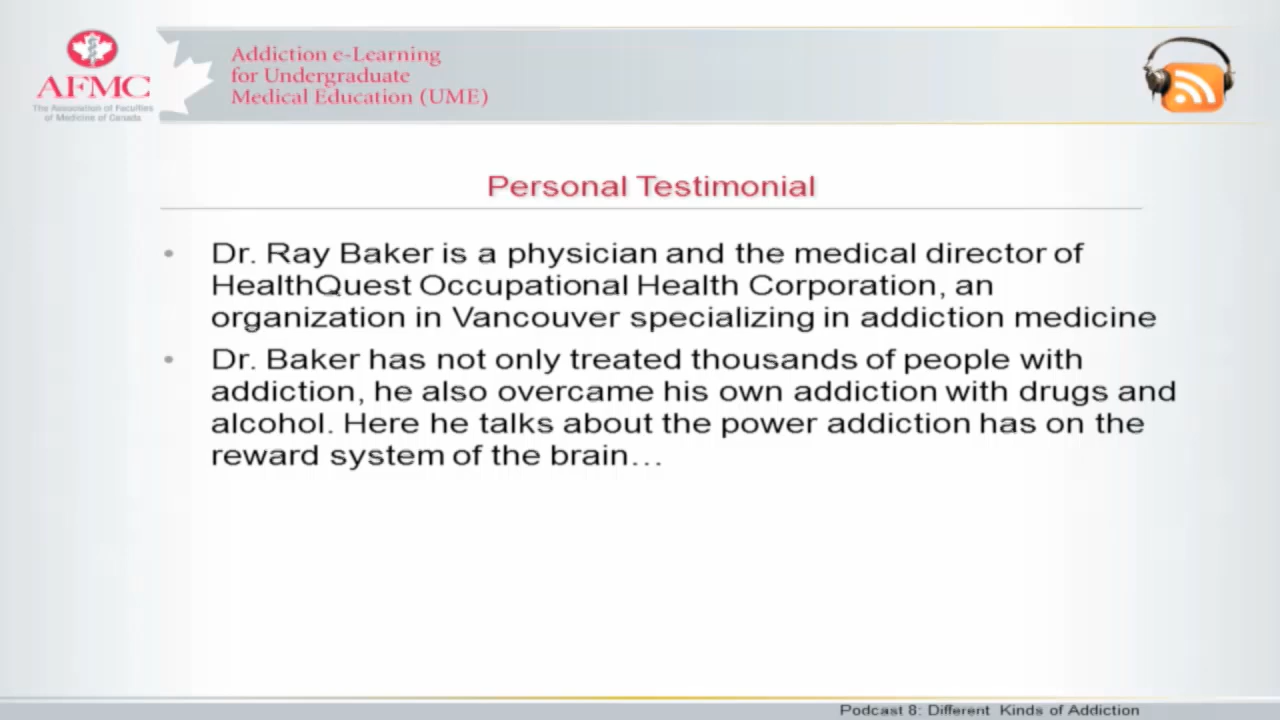 AFMC
The Association of Faculties
of Medicine of Canada
Addiction e-Learning
for Undergraduate
Medical Education (UME)
Personal Testimonial
• Dr. Ray Baker is a physician and the medical director of
HealthQuest Occupational Health Corporation, an
organization in Vancouver specializing in addiction medicine
• Dr. Baker has not only treated thousands of people with
addiction, he also overcame his own addiction with drugs and
alcohol. Here he talks about the power addiction has on the
reward system of the brain…
Podcast 8: Different Kinds of Addiction